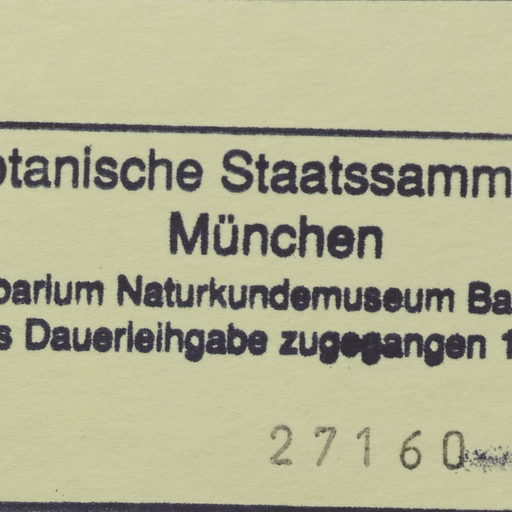 otanische Staatssamm
München
barium Naturkundemuseum Ba
s Dauerleihgabe zugegangen 1
27160